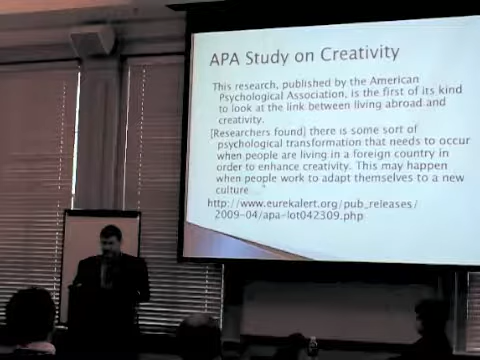 APA Study on Creativity
This research, published by the American
Psychological Association, is the first of its kind
to look at the link between living abroad and
creativity.
[Researchers found] there is some sort of
psychological transformation that needs to occur
when people are living in a foreign country in
order to enhance creativity. This may happen
when people work to adapt themselves to a new
culture
http://www.eurekalert.org/pub_releases/
2009-04/apa-lot042309.php